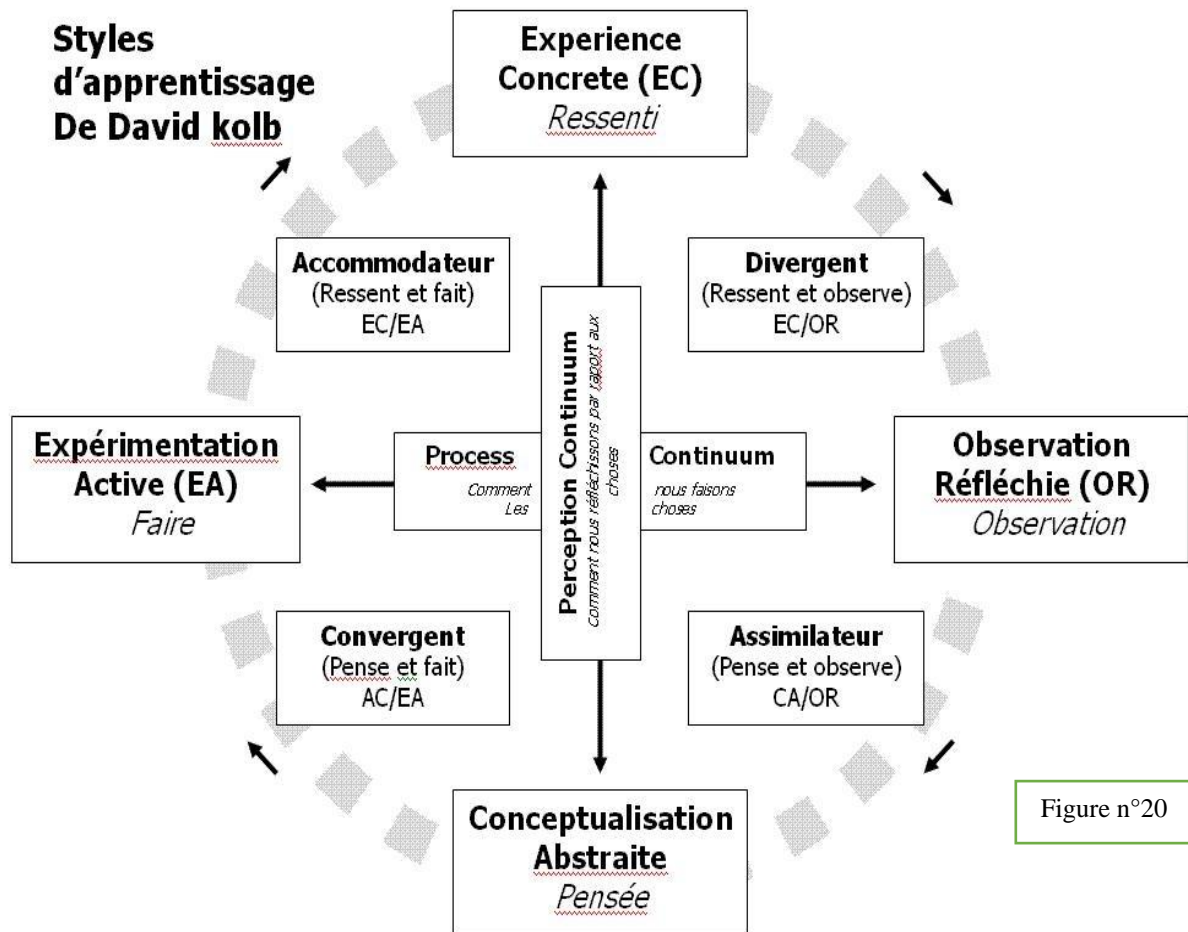 Styles
d'apprentissage
De David kolb
Experience
Concrete (EC)
Ressenti
Accommodateur
(Ressent et fait)
EC/EA
Divergent
(Ressent et observe)
EC/OR
Expérimentation
Active (EA)
Faire
Process
Comment
Les
Perception Continuum
Comment nous réfléchissons par raport aux
choses
Continuum
nous faisons
choses
Observation
Réfléchie (OR)
Observation
Convergent
(Pense et fait)
AC/EA
Assimilateur
(Pense et observe)
CA/OR
Conceptualisation
Abstraite
Pensée
Figure n°20